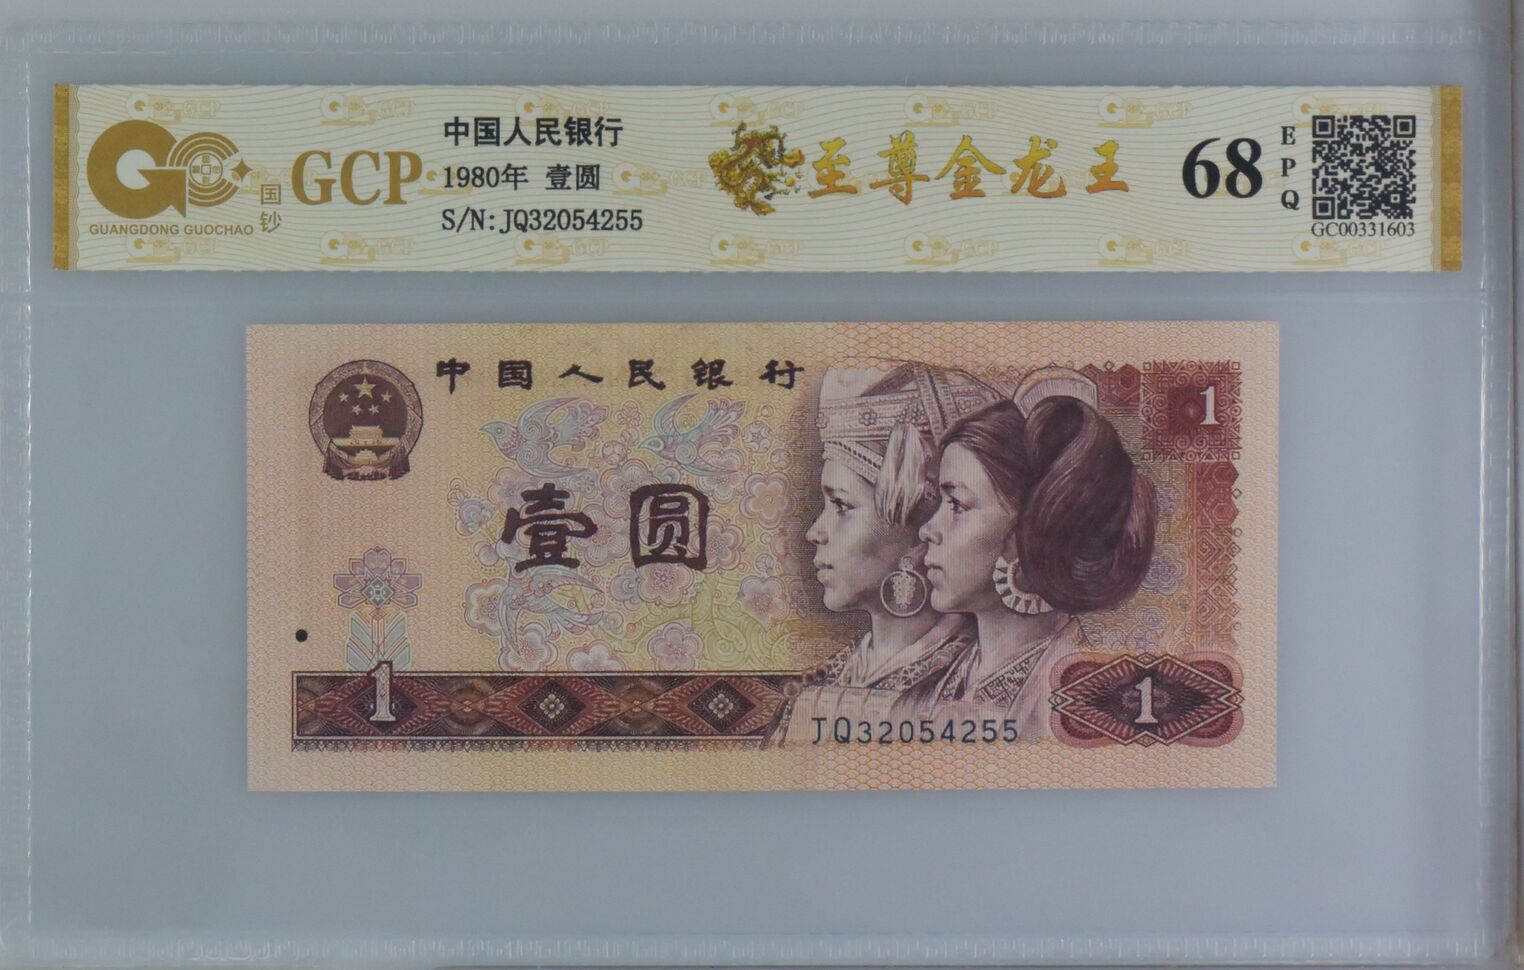 GCP
国钞
GUANGDONG GUOCHAO
中国人民银行
1980年 壹圆
S/N:JQ32054255
至尊金龙王
68
EPQ
GC00331603
中国人民银行
1
壹圆
1
JQ32054255
1